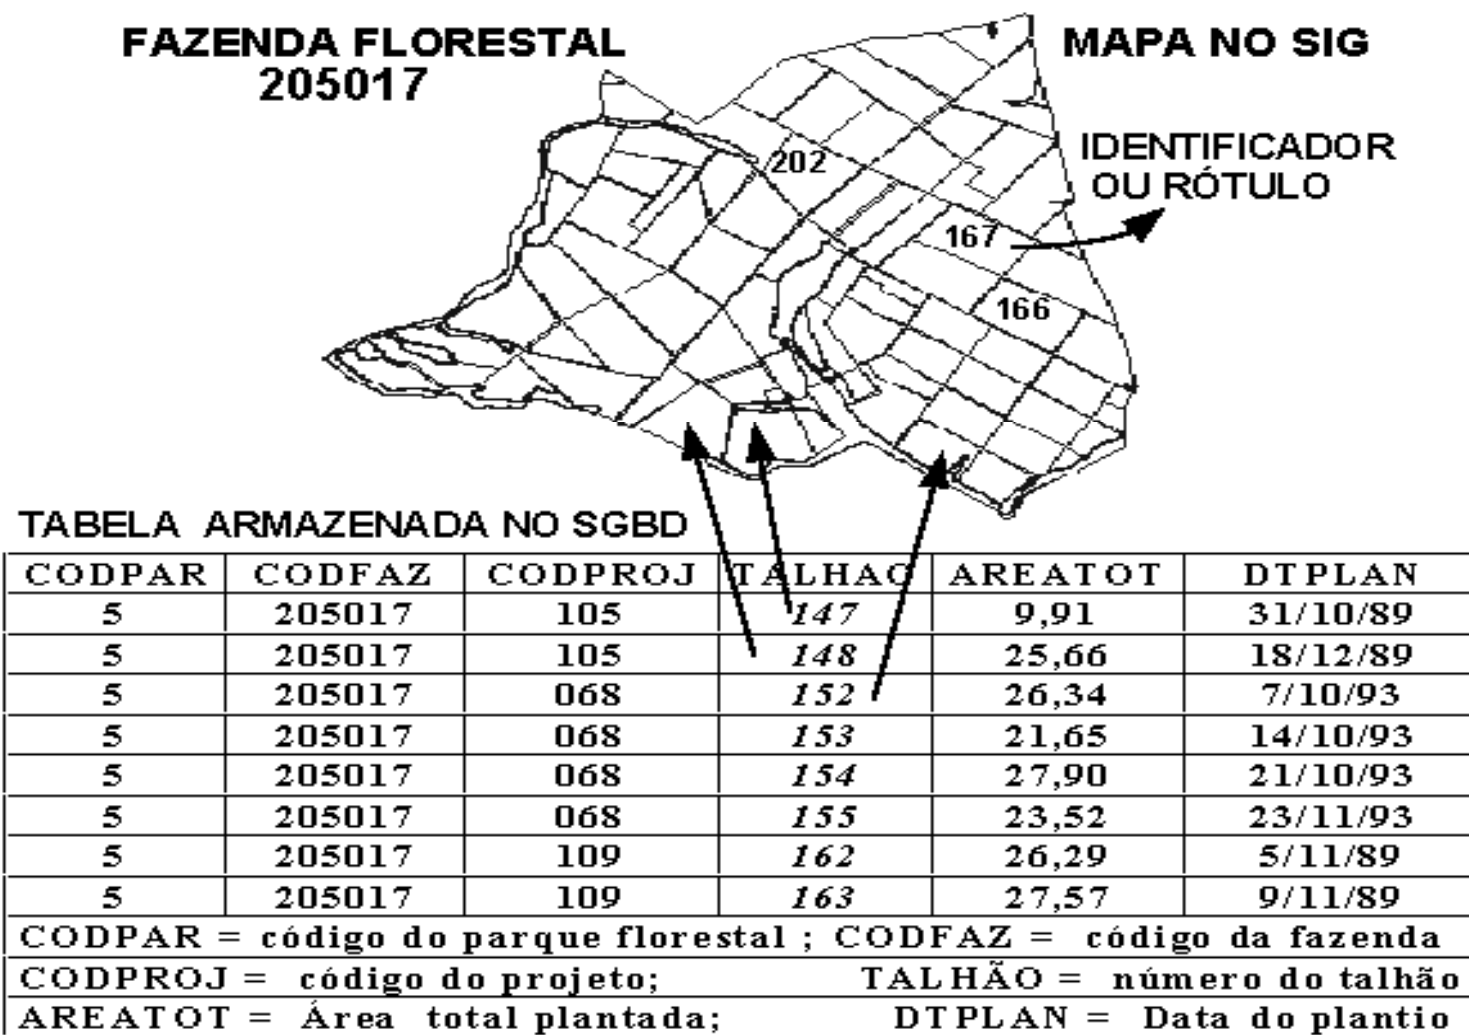 FAZENDA FLORESTAL
205017
MAPA NO SIG
IDENTIFICADOR
OU RÓTULO
202
167
166
TABELA ARMAZENADA NO SGBD
CODPAR CODFAZ CODPROJ TALHAO AREATOT DTPLAN
5 205017 105 147 9,91 31/10/89
5 205017 105 148 25,66 18/12/89
5 205017 068 152 26,34 7/10/93
5 205017 068 153 21,65 14/10/93
5 205017 068 154 27,90 21/10/93
5 205017 068 155 23,52 23/11/93
5 205017 109 162 26,29 5/11/89
5 205017 109 163 27,57 9/11/89
CODPAR = código do parque florestal ; CODFAZ = código da fazenda
CODPROJ = código do projeto; TALHÃO = número do talhão
AREATOT = Área total plantada; DTPLAN = Data do plantio